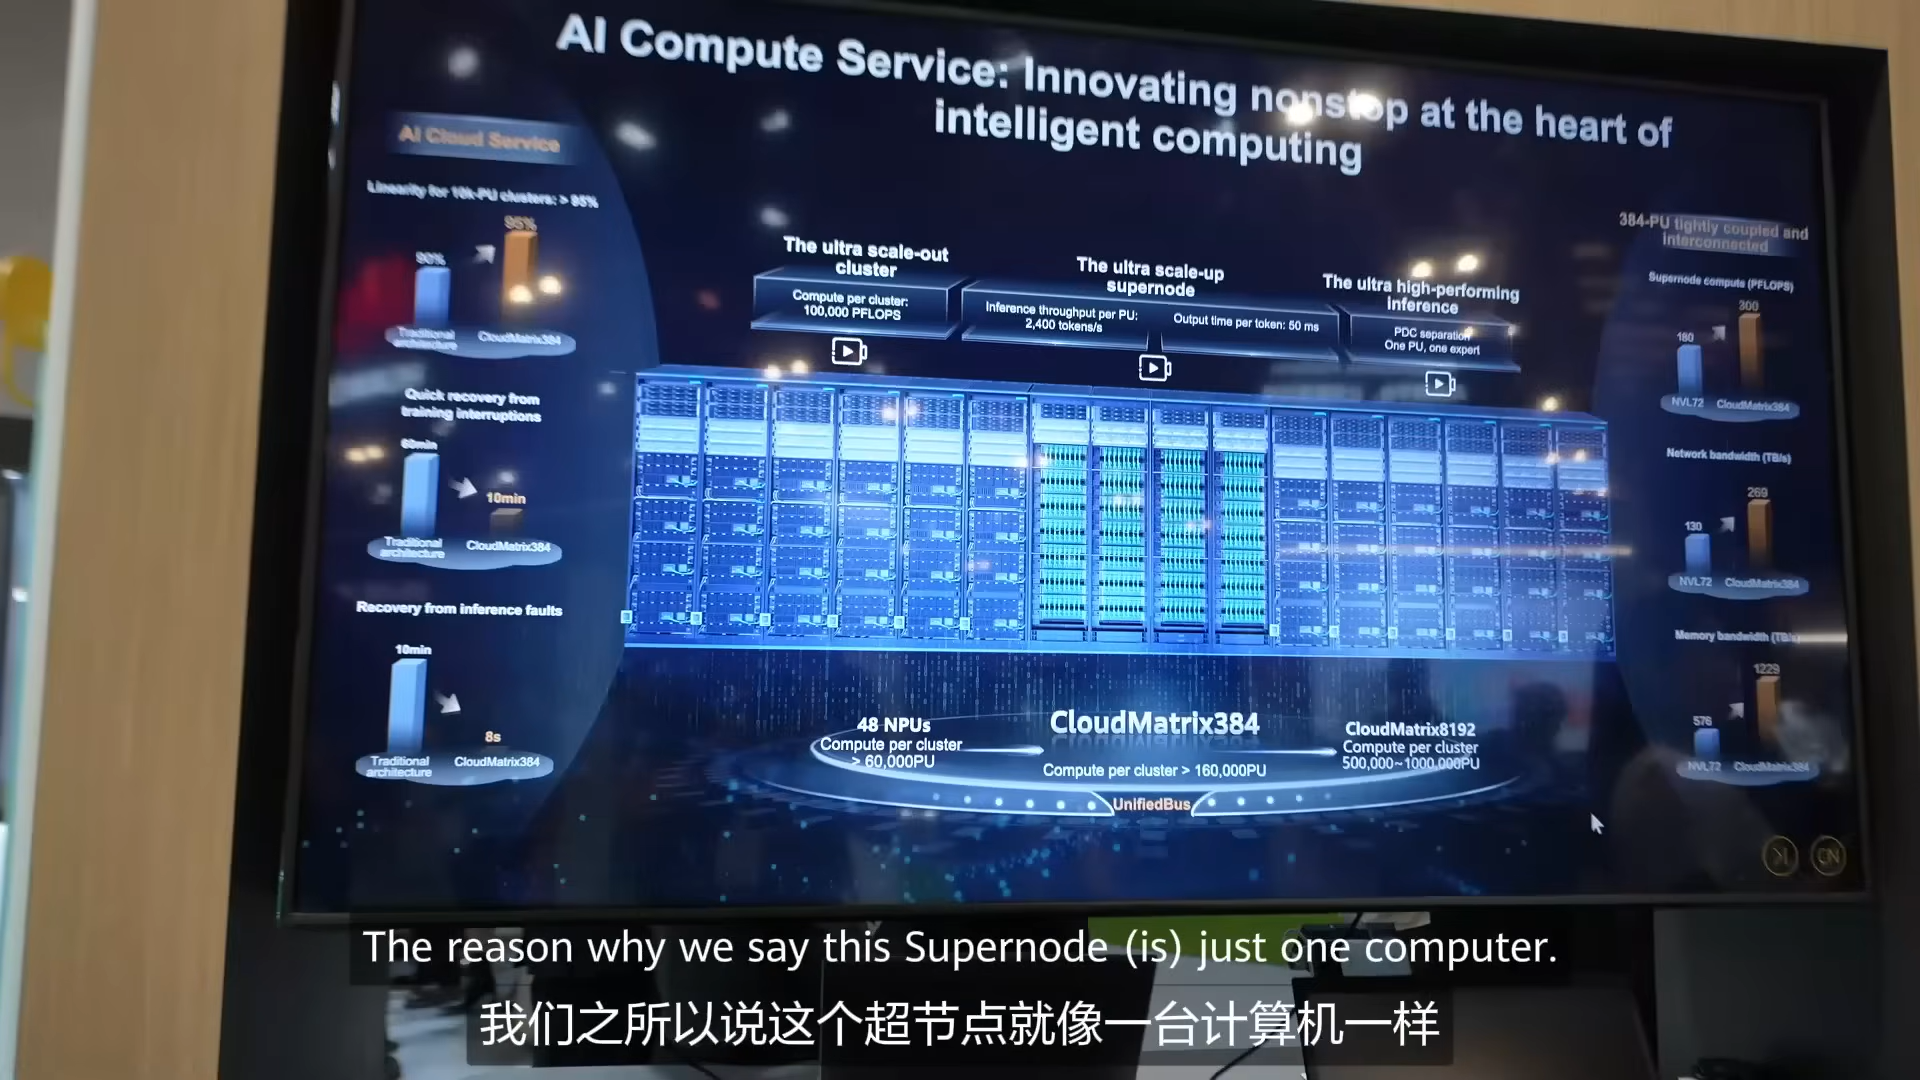 AI Compute Service: Innovating nonstop at the heart of
intelligent computing
AI Cloud Service
Linearity for 10k-PU clusters: > 95%
90%
95%
Traditional
architecture
CloudMatrix384
Quick recovery from
training interruptions
60min
10min
Traditional
architecture
CloudMatrix384
Recovery from inference faults
10min
8s
Traditional
architecture
CloudMatrix384
The ultra scale-out
cluster
Compute per cluster:
100,000 PFLOPS
The ultra scale-up
supernode
Inference throughput per PU:
2,400 tokens/s
Output time per token: 50 ms
The ultra high-performing
inference
PDC separation
One PU, one expert
48 NPUs
Compute per cluster
> 60,000PU
CloudMatrix384
Compute per cluster > 160,000PU
CloudMatrix8192
Compute per cluster
500,000~1000,000PU
UnifiedBus
384-PU tightly coupled and
interconnected
Supernode compute (PFLOPS)
180
300
NVL72
CloudMatrix384
Network bandwidth (TB/s)
130
269
NVL72
CloudMatrix384
Memory bandwidth (TB/s)
576
1229
NVL72
CloudMatrix384
CN
The reason why we say this Supernode (is) just one computer.
我们之所以说这个超节点就像一台计算机一样